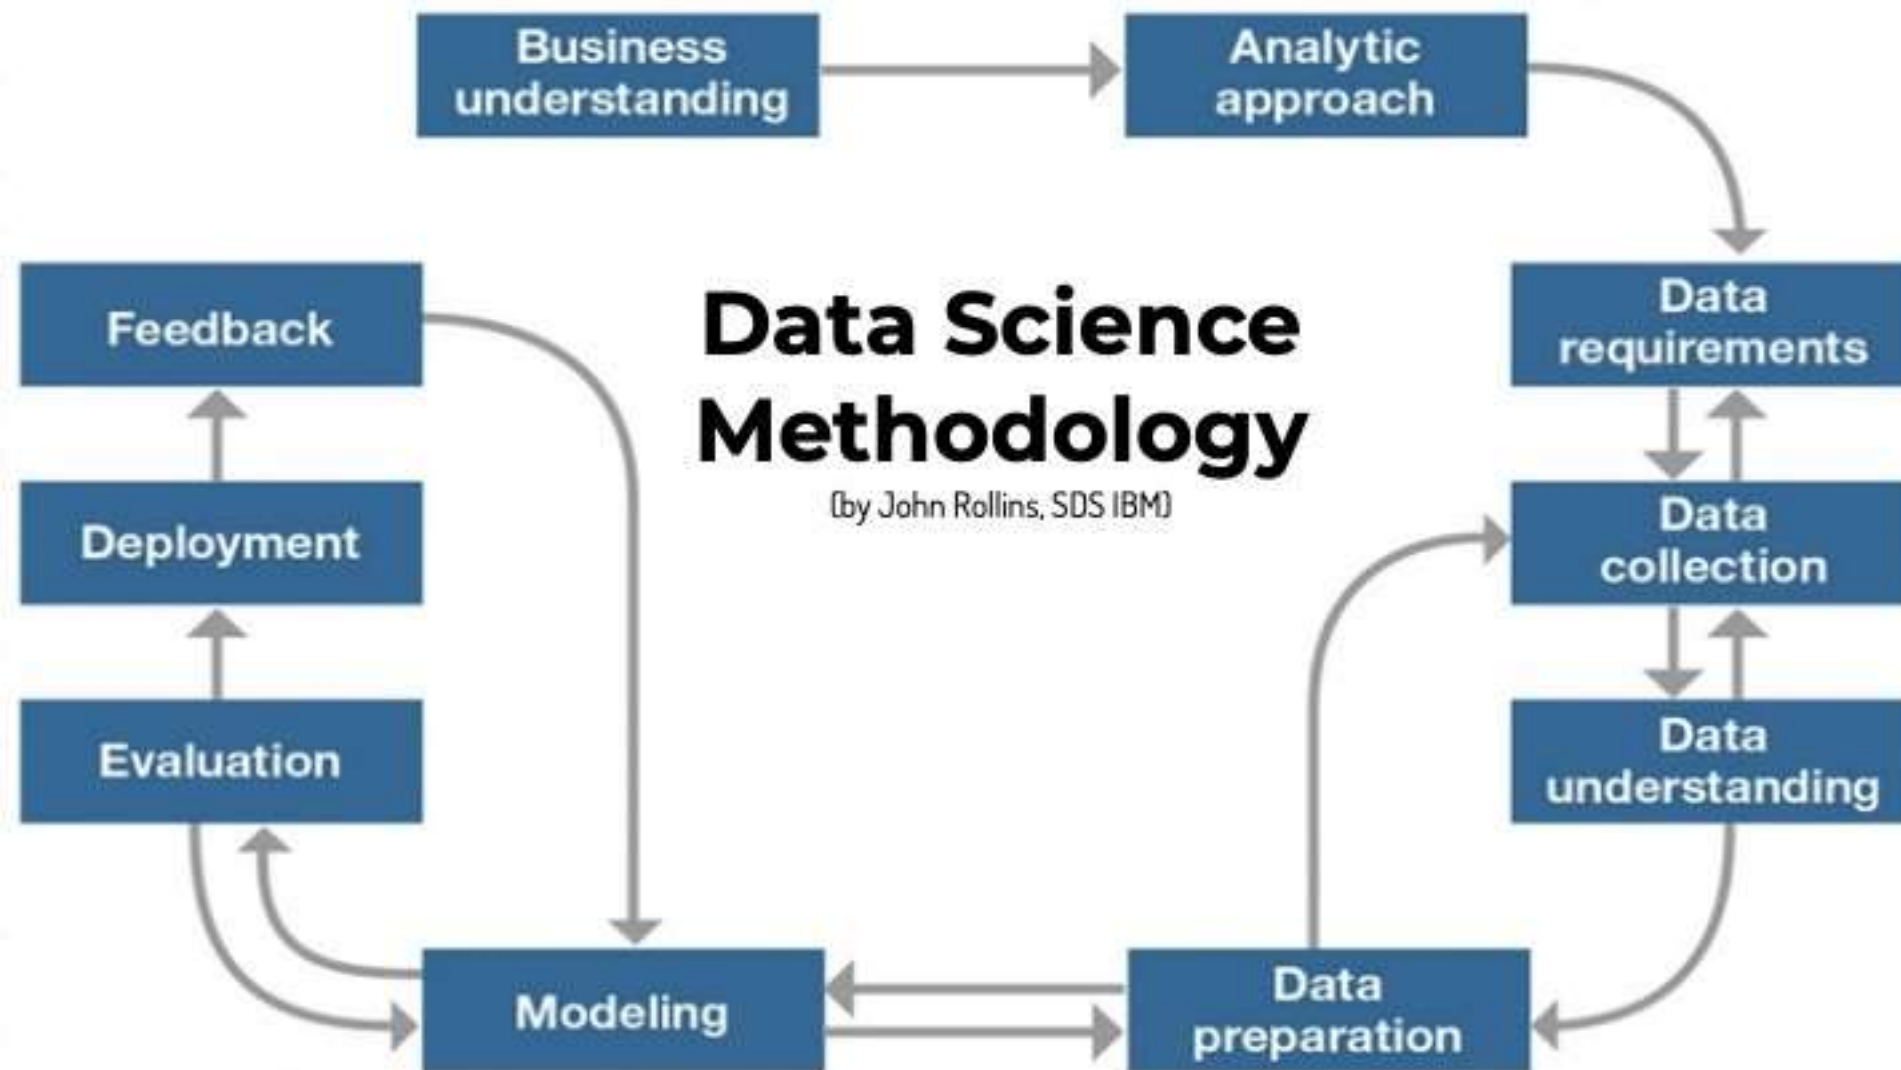 Business
understanding
Analytic
approach
Data
requirements
Data
collection
Data
understanding
Data
preparation
Modeling
Evaluation
Deployment
Feedback
Data Science
Methodology
(by John Rollins, SDS IBM)